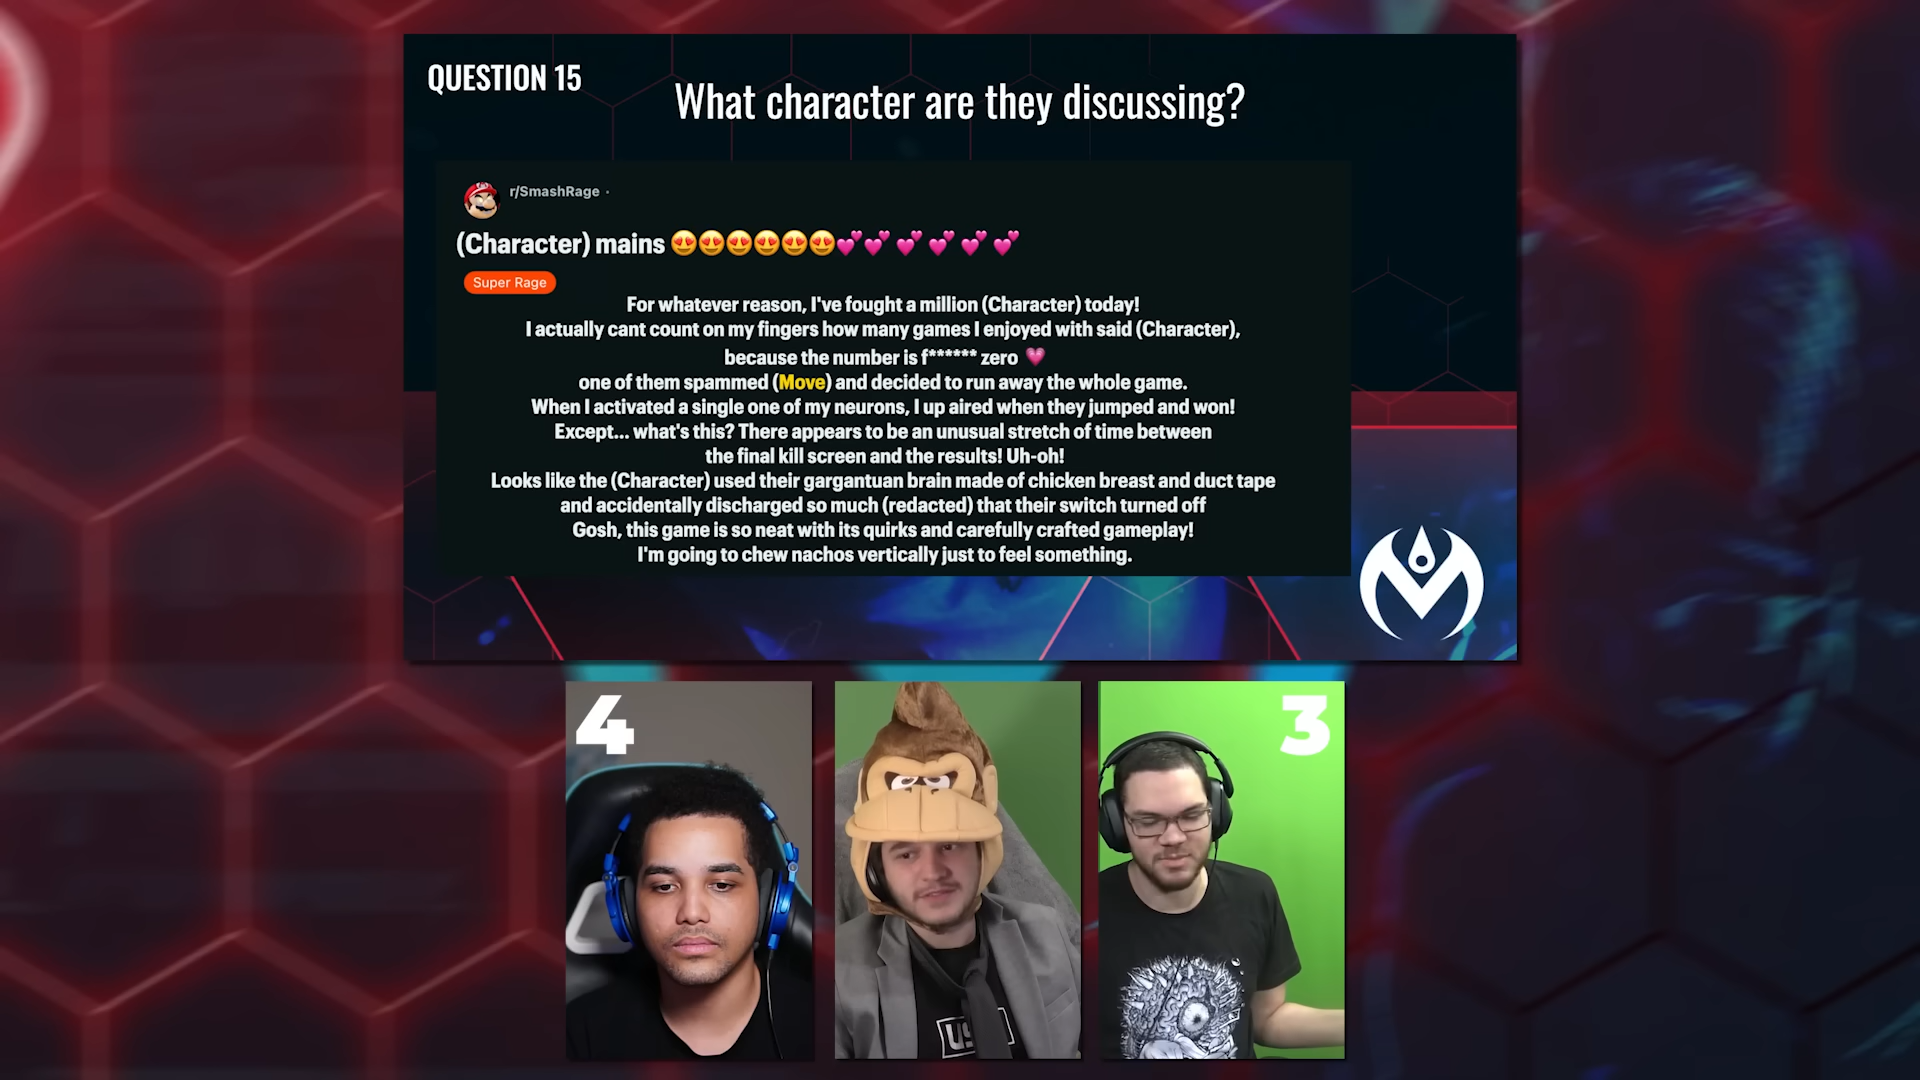 QUESTION 15
What character are they discussing?
r/SmashRage ·
(Character) mains 😍😍😍😍😍😍💕💕💕💕💕💕
Super Rage
For whatever reason, I've fought a million (Character) today!
I actually cant count on my fingers how many games I enjoyed with said (Character),
because the number is f****** zero 💗
one of them spammed (Move) and decided to run away the whole game.
When I activated a single one of my neurons, I up aired when they jumped and won!
Except... what's this? There appears to be an unusual stretch of time between
the final kill screen and the results! Uh-oh!
Looks like the (Character) used their gargantuan brain made of chicken breast and duct tape
and accidentally discharged so much (redacted) that their switch turned off
Gosh, this game is so neat with its quirks and carefully crafted gameplay!
I'm going to chew nachos vertically just to feel something.
4
3